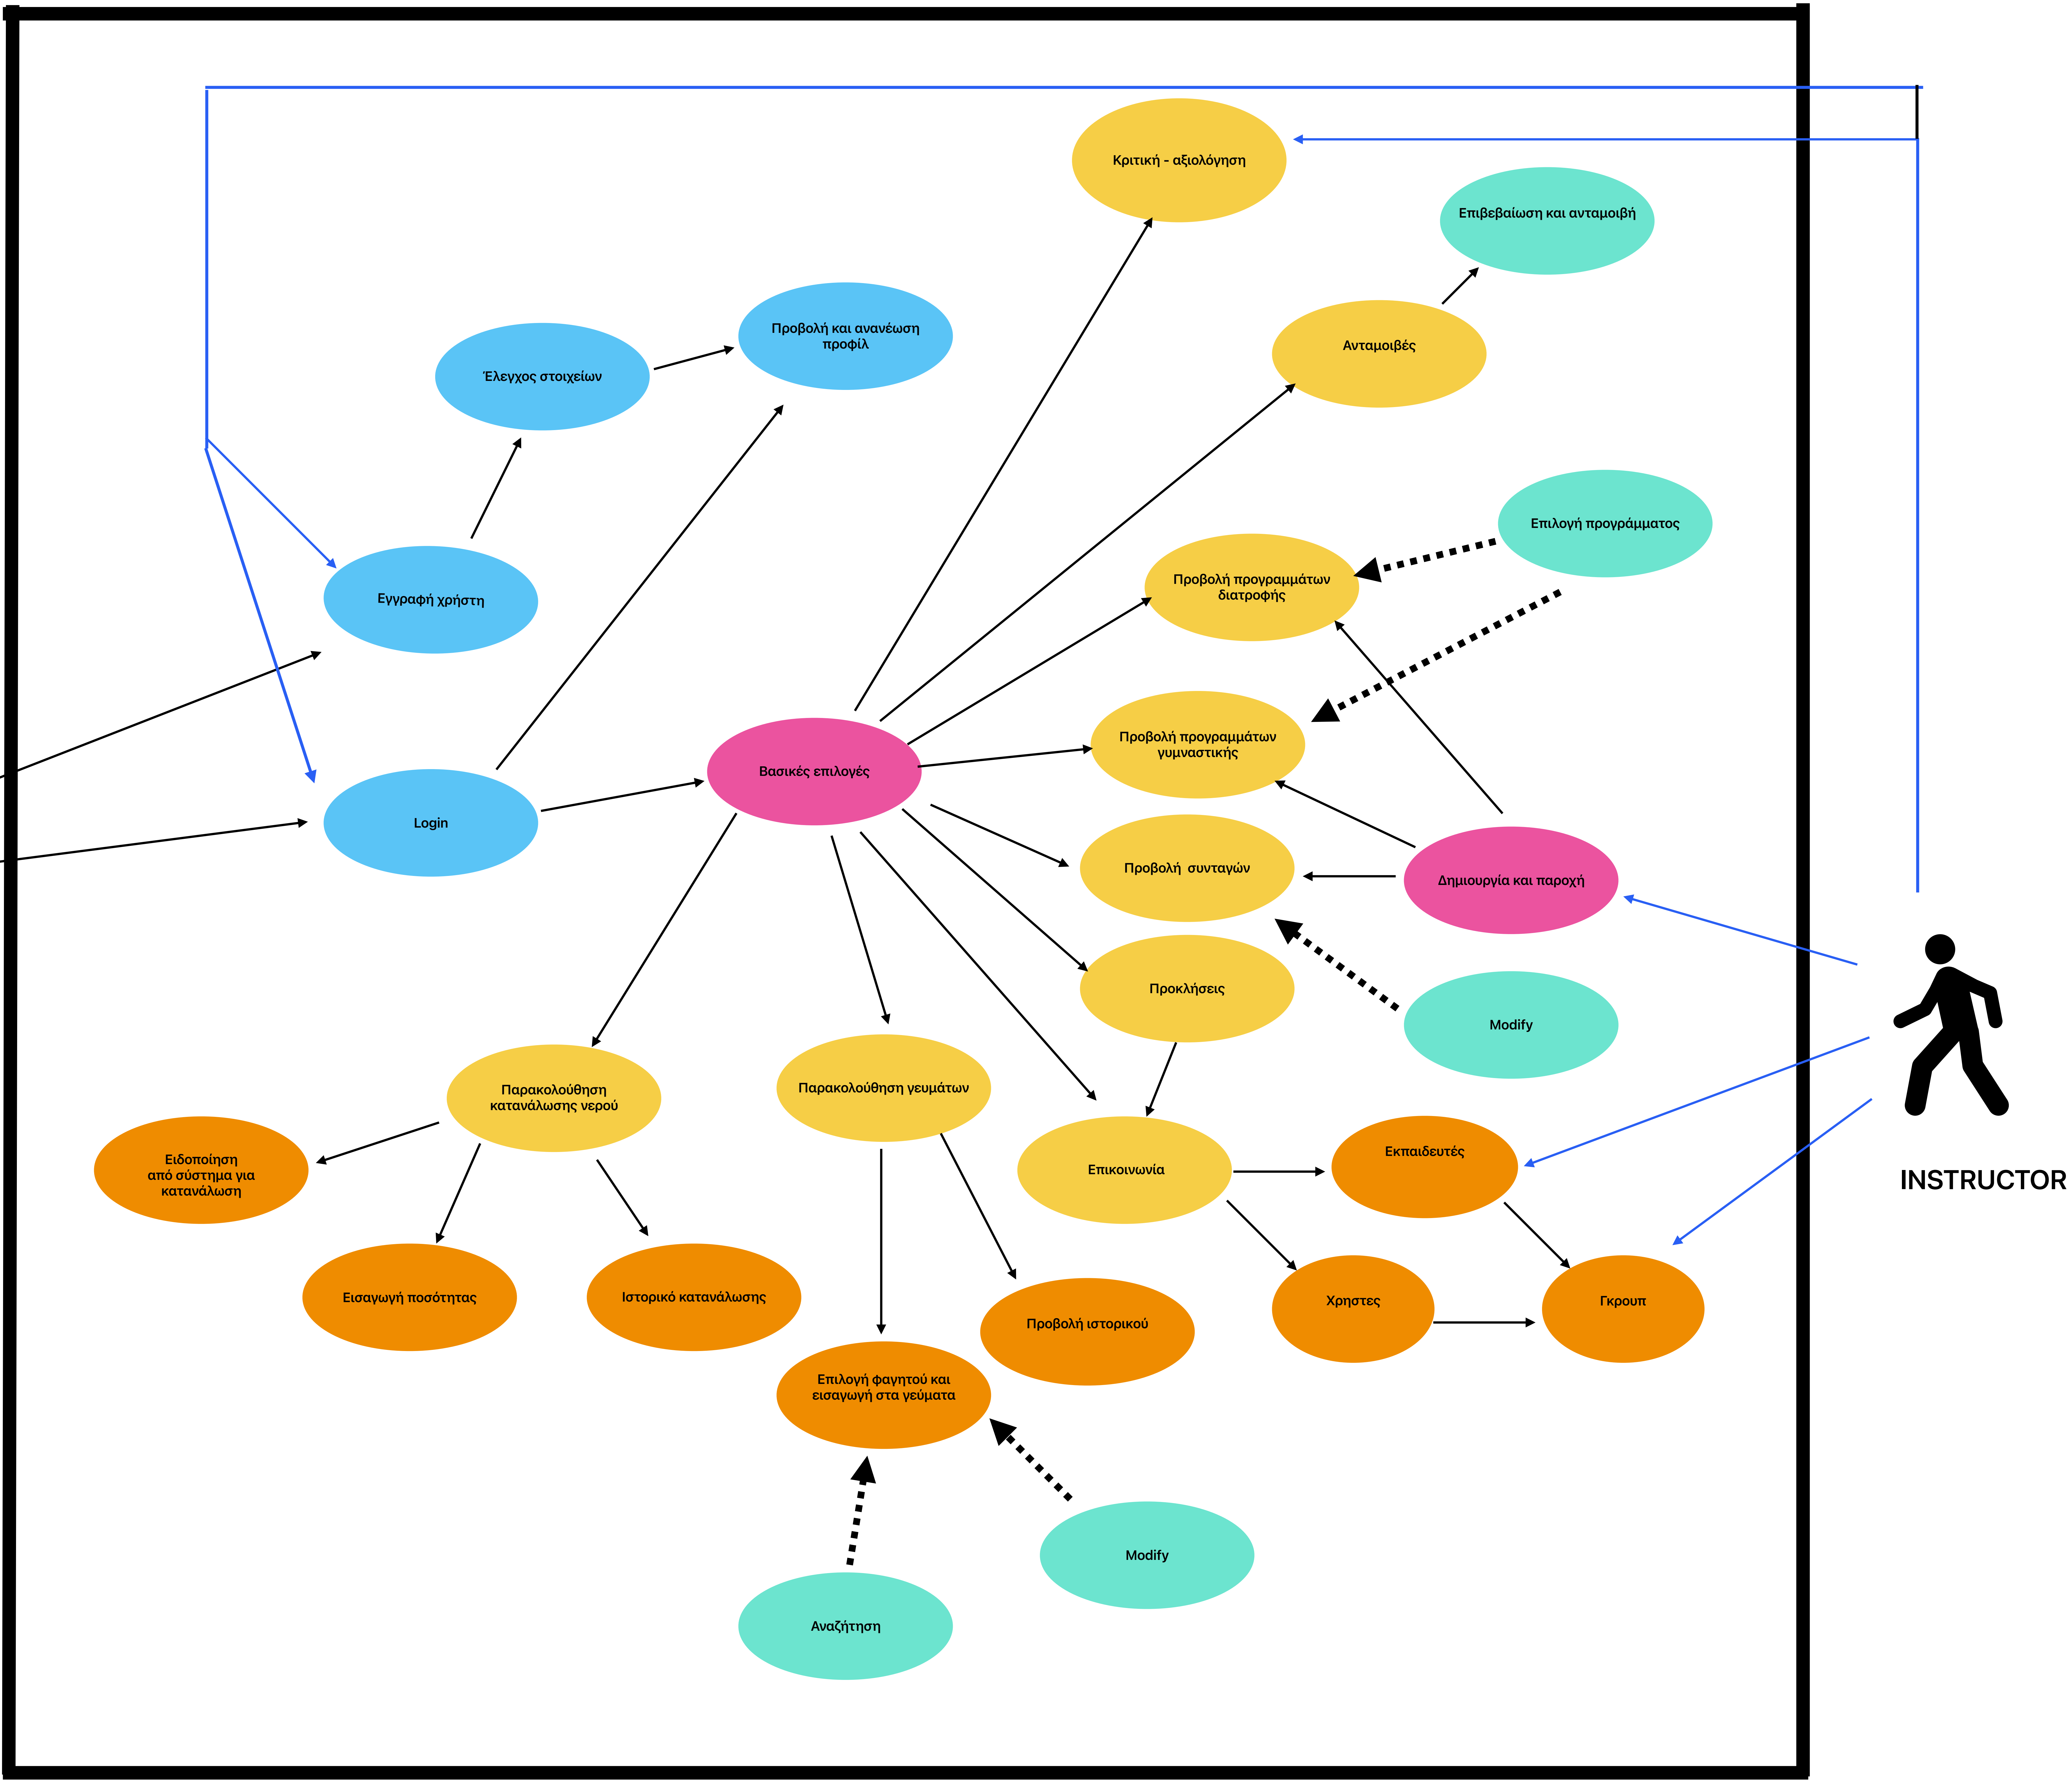 Κριτική - αξιολόγηση
Επιβεβαίωση και ανταμοιβή
Προβολή και ανανέωση
προφίλ
Ανταμοιβές
Έλεγχος στοιχείων
Επιλογή προγράμματος
Προβολή προγραμμάτων
διατροφής
Εγγραφή χρήστη
Προβολή προγραμμάτων
γυμναστικής
Βασικές επιλογές
Login
Προβολή συνταγών
Δημιουργία και παροχή
Προκλήσεις
Modify
Παρακολούθηση
κατανάλωσης νερού
Παρακολούθηση γευμάτων
Ειδοποίηση
από σύστημα για
κατανάλωση
Επικοινωνία
Εκπαιδευτές
INSTRUCTOR
Εισαγωγή ποσότητας
Ιστορικό κατανάλωσης
Προβολή ιστορικού
Χρηστες
Γκρουπ
Επιλογή φαγητού και
εισαγωγή στα γεύματα
Modify
Αναζήτηση